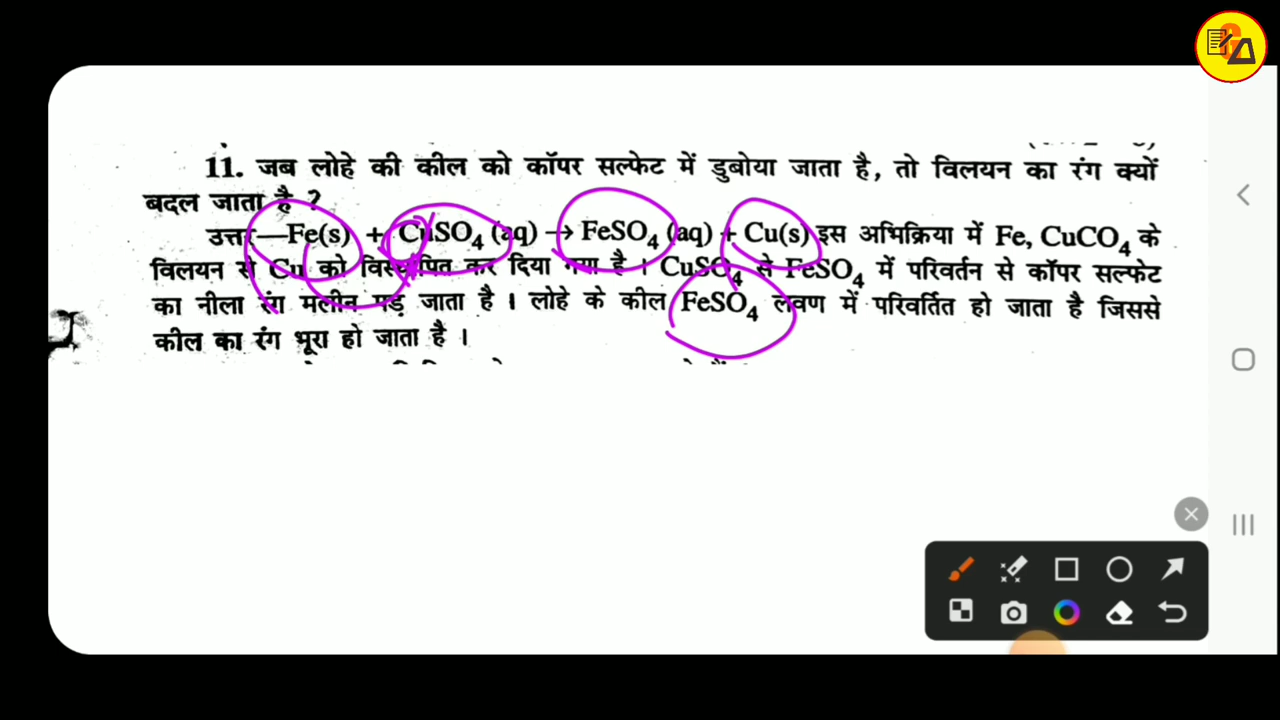 11. जब लोहे की कील को कॉपर सल्फेट में डुबोया जाता है, तो विलयन का रंग क्यों
बदल जाता है ?
उत्तर—Fe(s) + CuSO₄ (aq) → FeSO₄ (aq) + Cu(s) इस अभिक्रिया में Fe, CuCO₄ के
विलयन से Cu को विस्थापित कर दिया गया है । CuSO₄ से FeSO₄ में परिवर्तन से कॉपर सल्फेट
का नीला रंग मलीन पड़ जाता है । लोहे के कील FeSO₄ लवण में परिवर्तित हो जाता है जिससे
कील का रंग भूरा हो जाता है ।